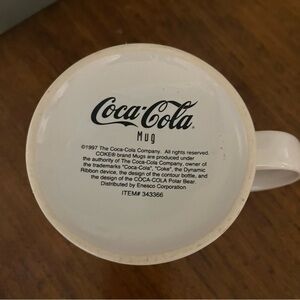 Coca-Cola
Mug
©1997 The Coca-Cola Company. All rights reserved.
COKE® brand Mugs are produced under
the authority of The Coca-Cola Company, owner of
the trademarks "Coca-Cola", "Coke", the Dynamic
Ribbon device, the design of the contour bottle, and
the design of the COCA-COLA Polar Bear.
Distributed by Enesco Corporation
ITEM# 343366